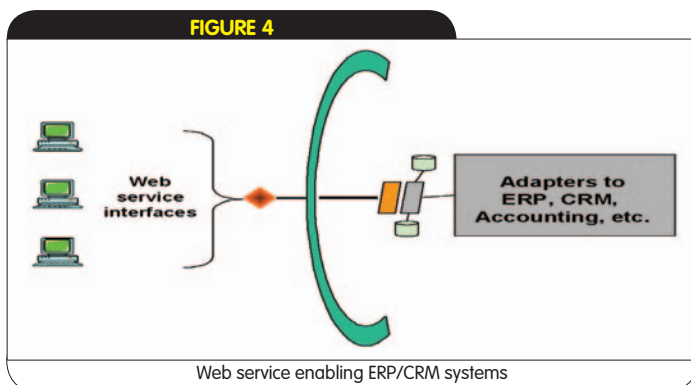 FIGURE 4
Web
service
interfaces
Adapters to
ERP, CRM,
Accounting, etc.
Web service enabling ERP/CRM systems